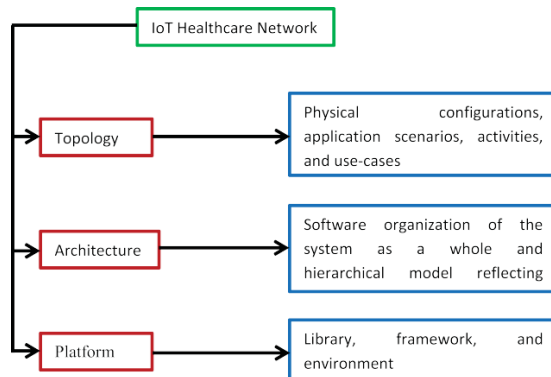 IoT Healthcare Network
Topology
Physical configurations,
application scenarios, activities,
and use-cases
Architecture
Software organization of the
system as a whole and
hierarchical model reflecting
Platform
Library, framework, and
environment